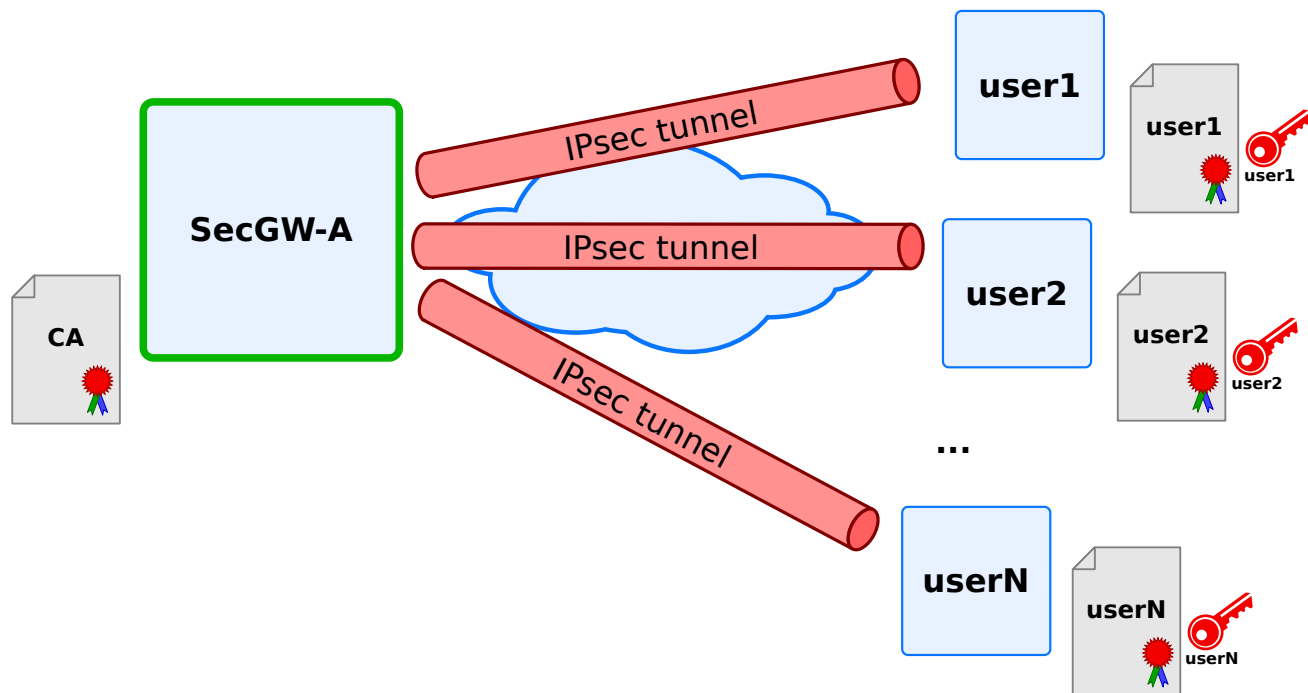 user1
user1
user1
IPsec tunnel
SecGW-A
IPsec tunnel
user2
user2
user2
CA
IPsec tunnel
...
userN
userN
userN